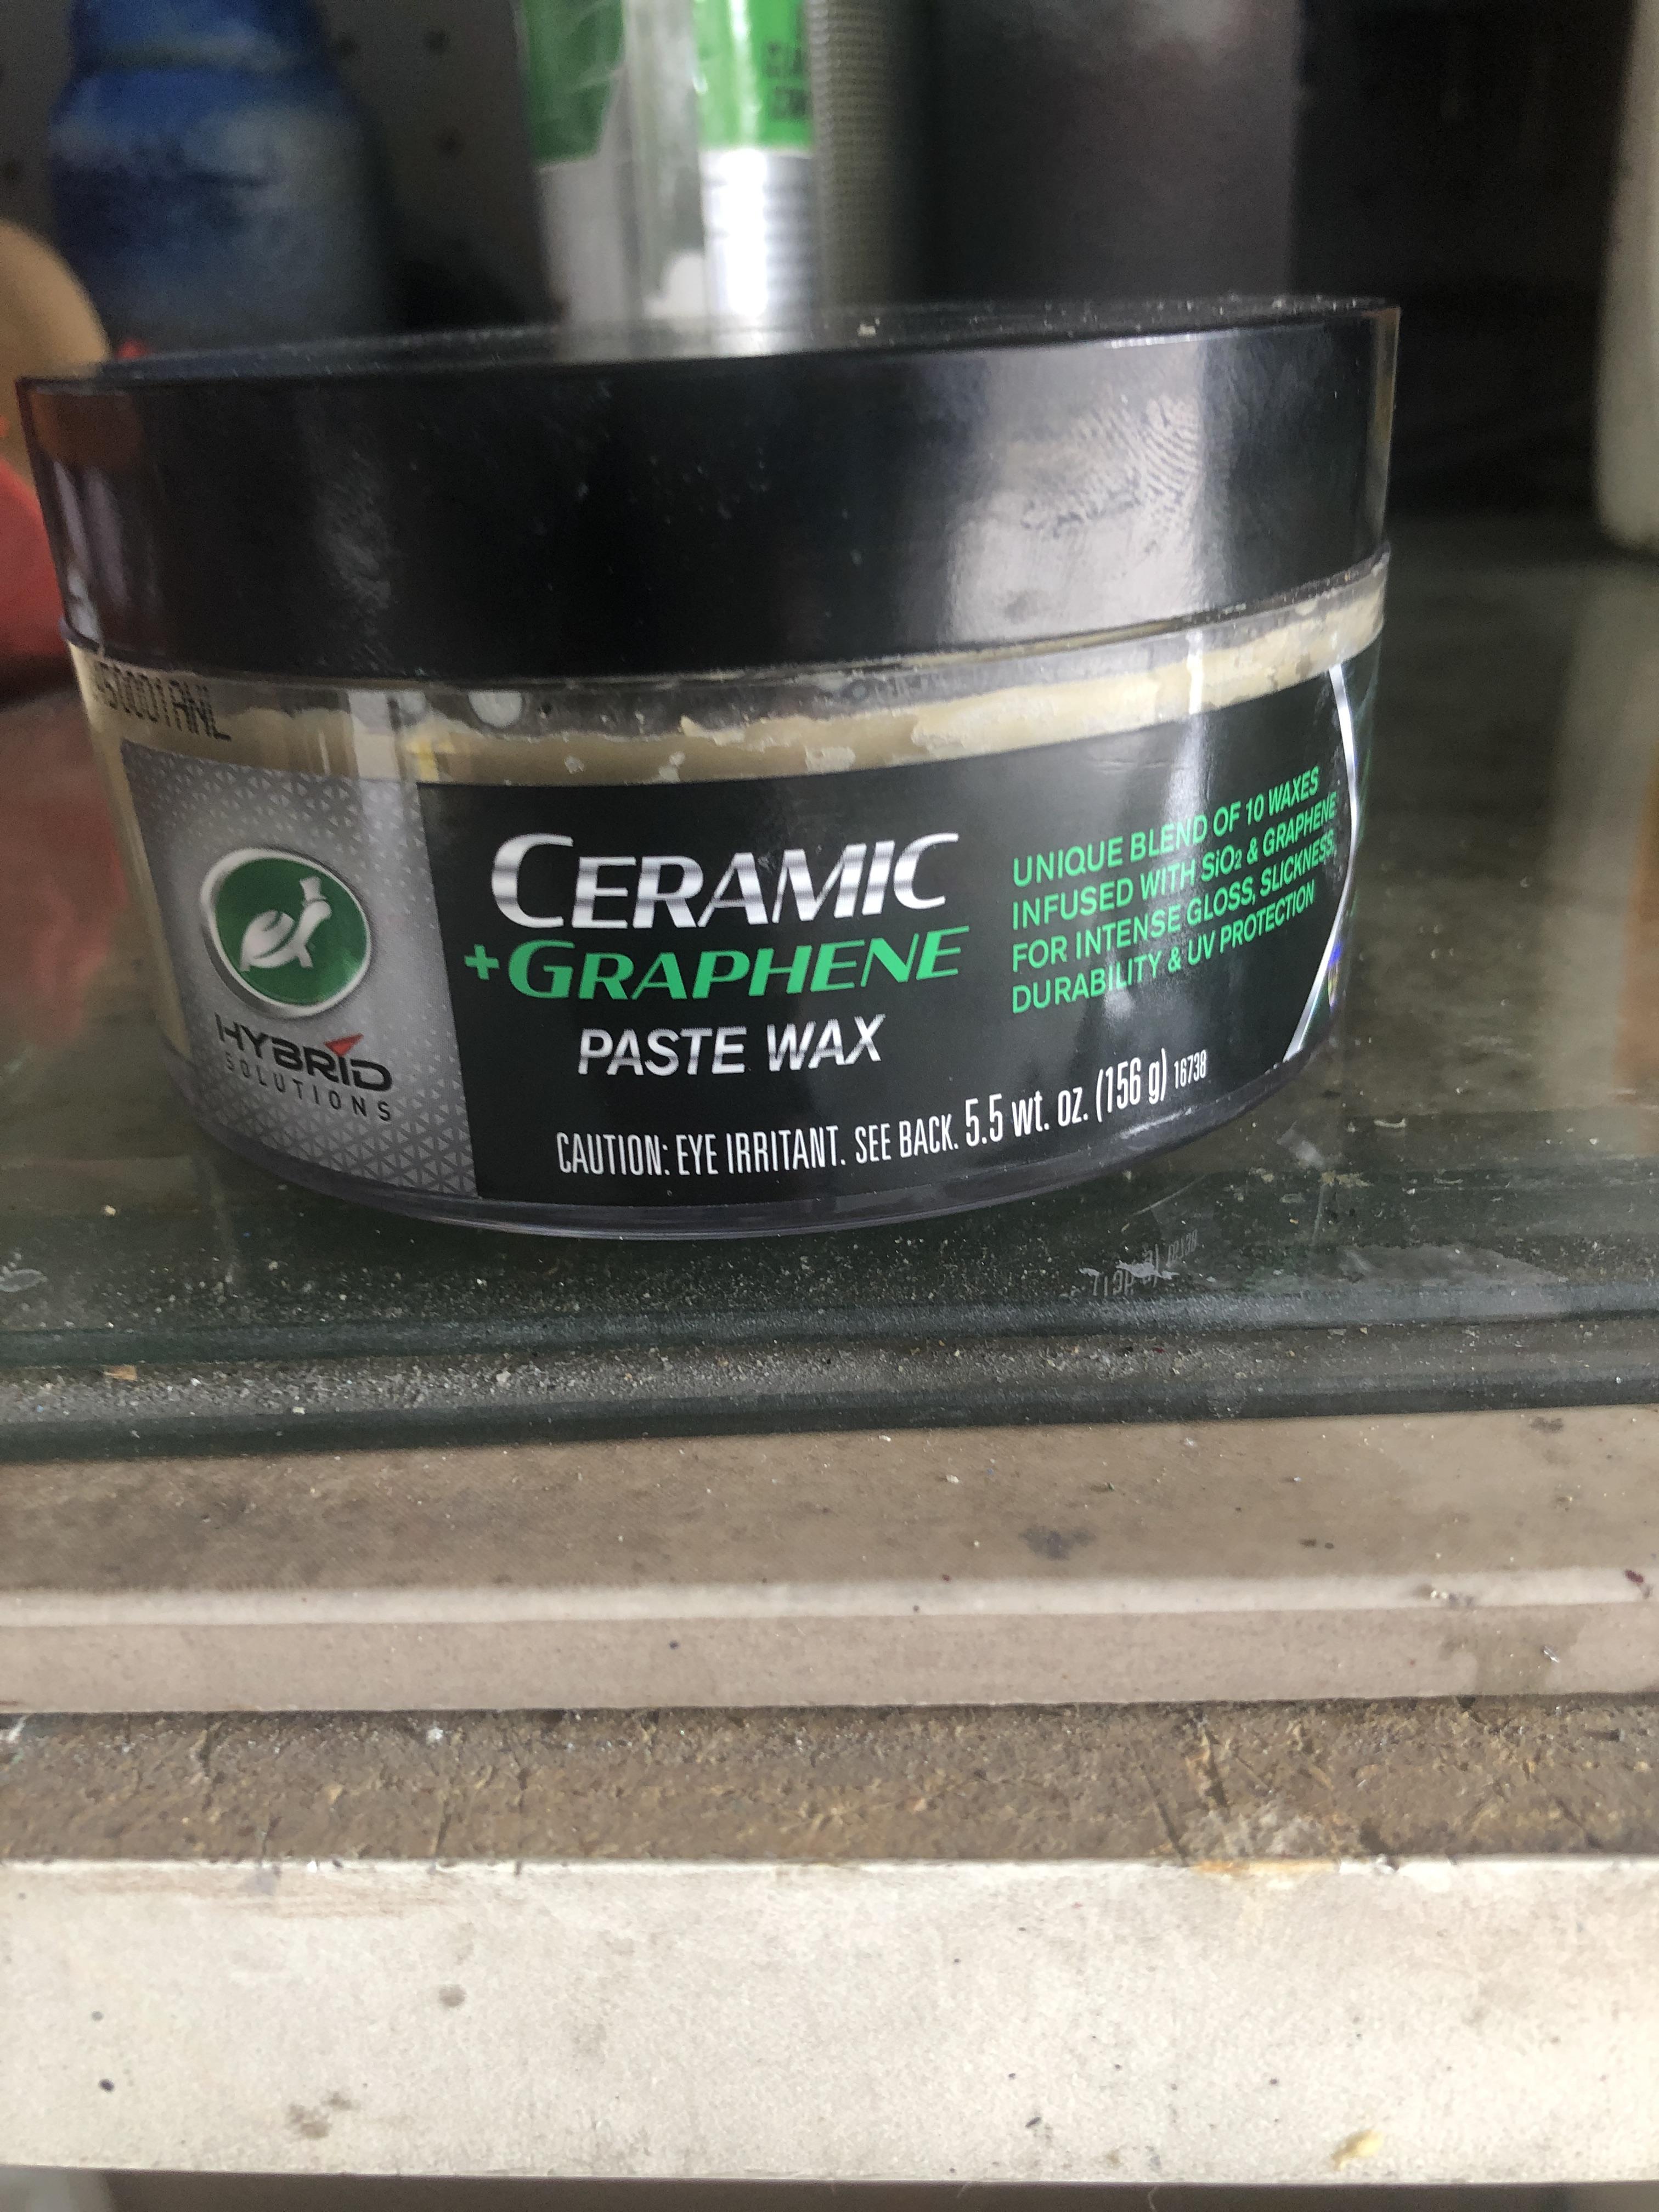 HYBRID
SOLUTIONS
CERAMIC
+GRAPHENE
PASTE WAX
UNIQUE BLEND OF 10 WAXES
INFUSED WITH SiO2 & GRAPHENE
FOR INTENSE GLOSS, SLICKNESS,
DURABILITY & UV PROTECTION
CAUTION: EYE IRRITANT. SEE BACK. 5.5 wt. oz. (156 g) 16738